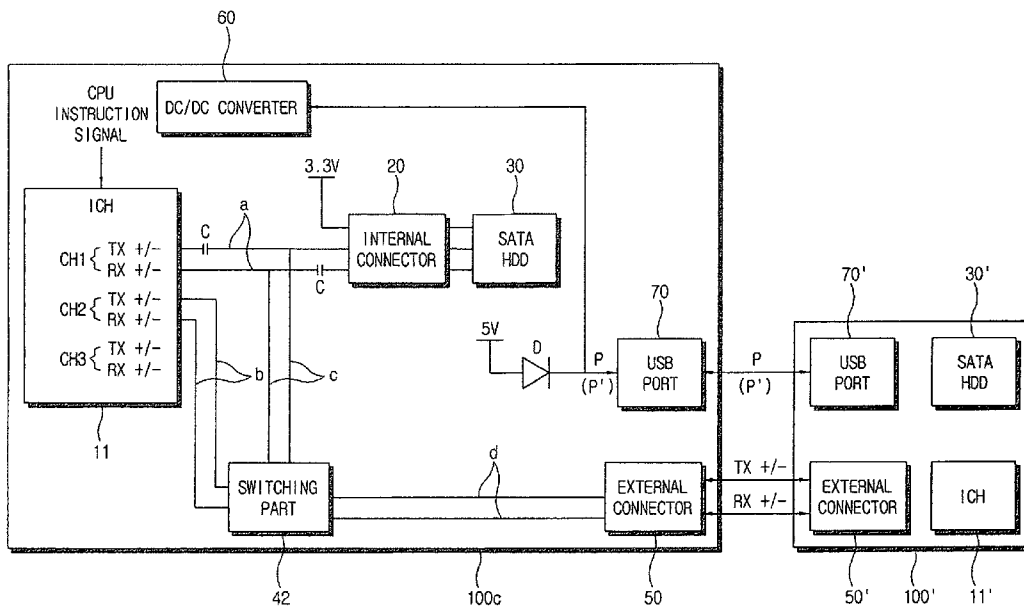 60
CPU
INSTRUCTION
SIGNAL
DC/DC CONVERTER
3.3V
20
30
ICH
a
C
CH1 { TX +/-
RX +/-
C
INTERNAL
CONNECTOR
SATA
HDD
CH2 { TX +/-
RX +/-
CH3 { TX +/-
RX +/-
b
c
11
5V
D
P
(P')
70
USB
PORT
P
(P')
70'
30'
USB
PORT
SATA
HDD
SWITCHING
PART
d
EXTERNAL
CONNECTOR
TX +/-
RX +/-
EXTERNAL
CONNECTOR
ICH
42
100c
50
50'
100'
11'